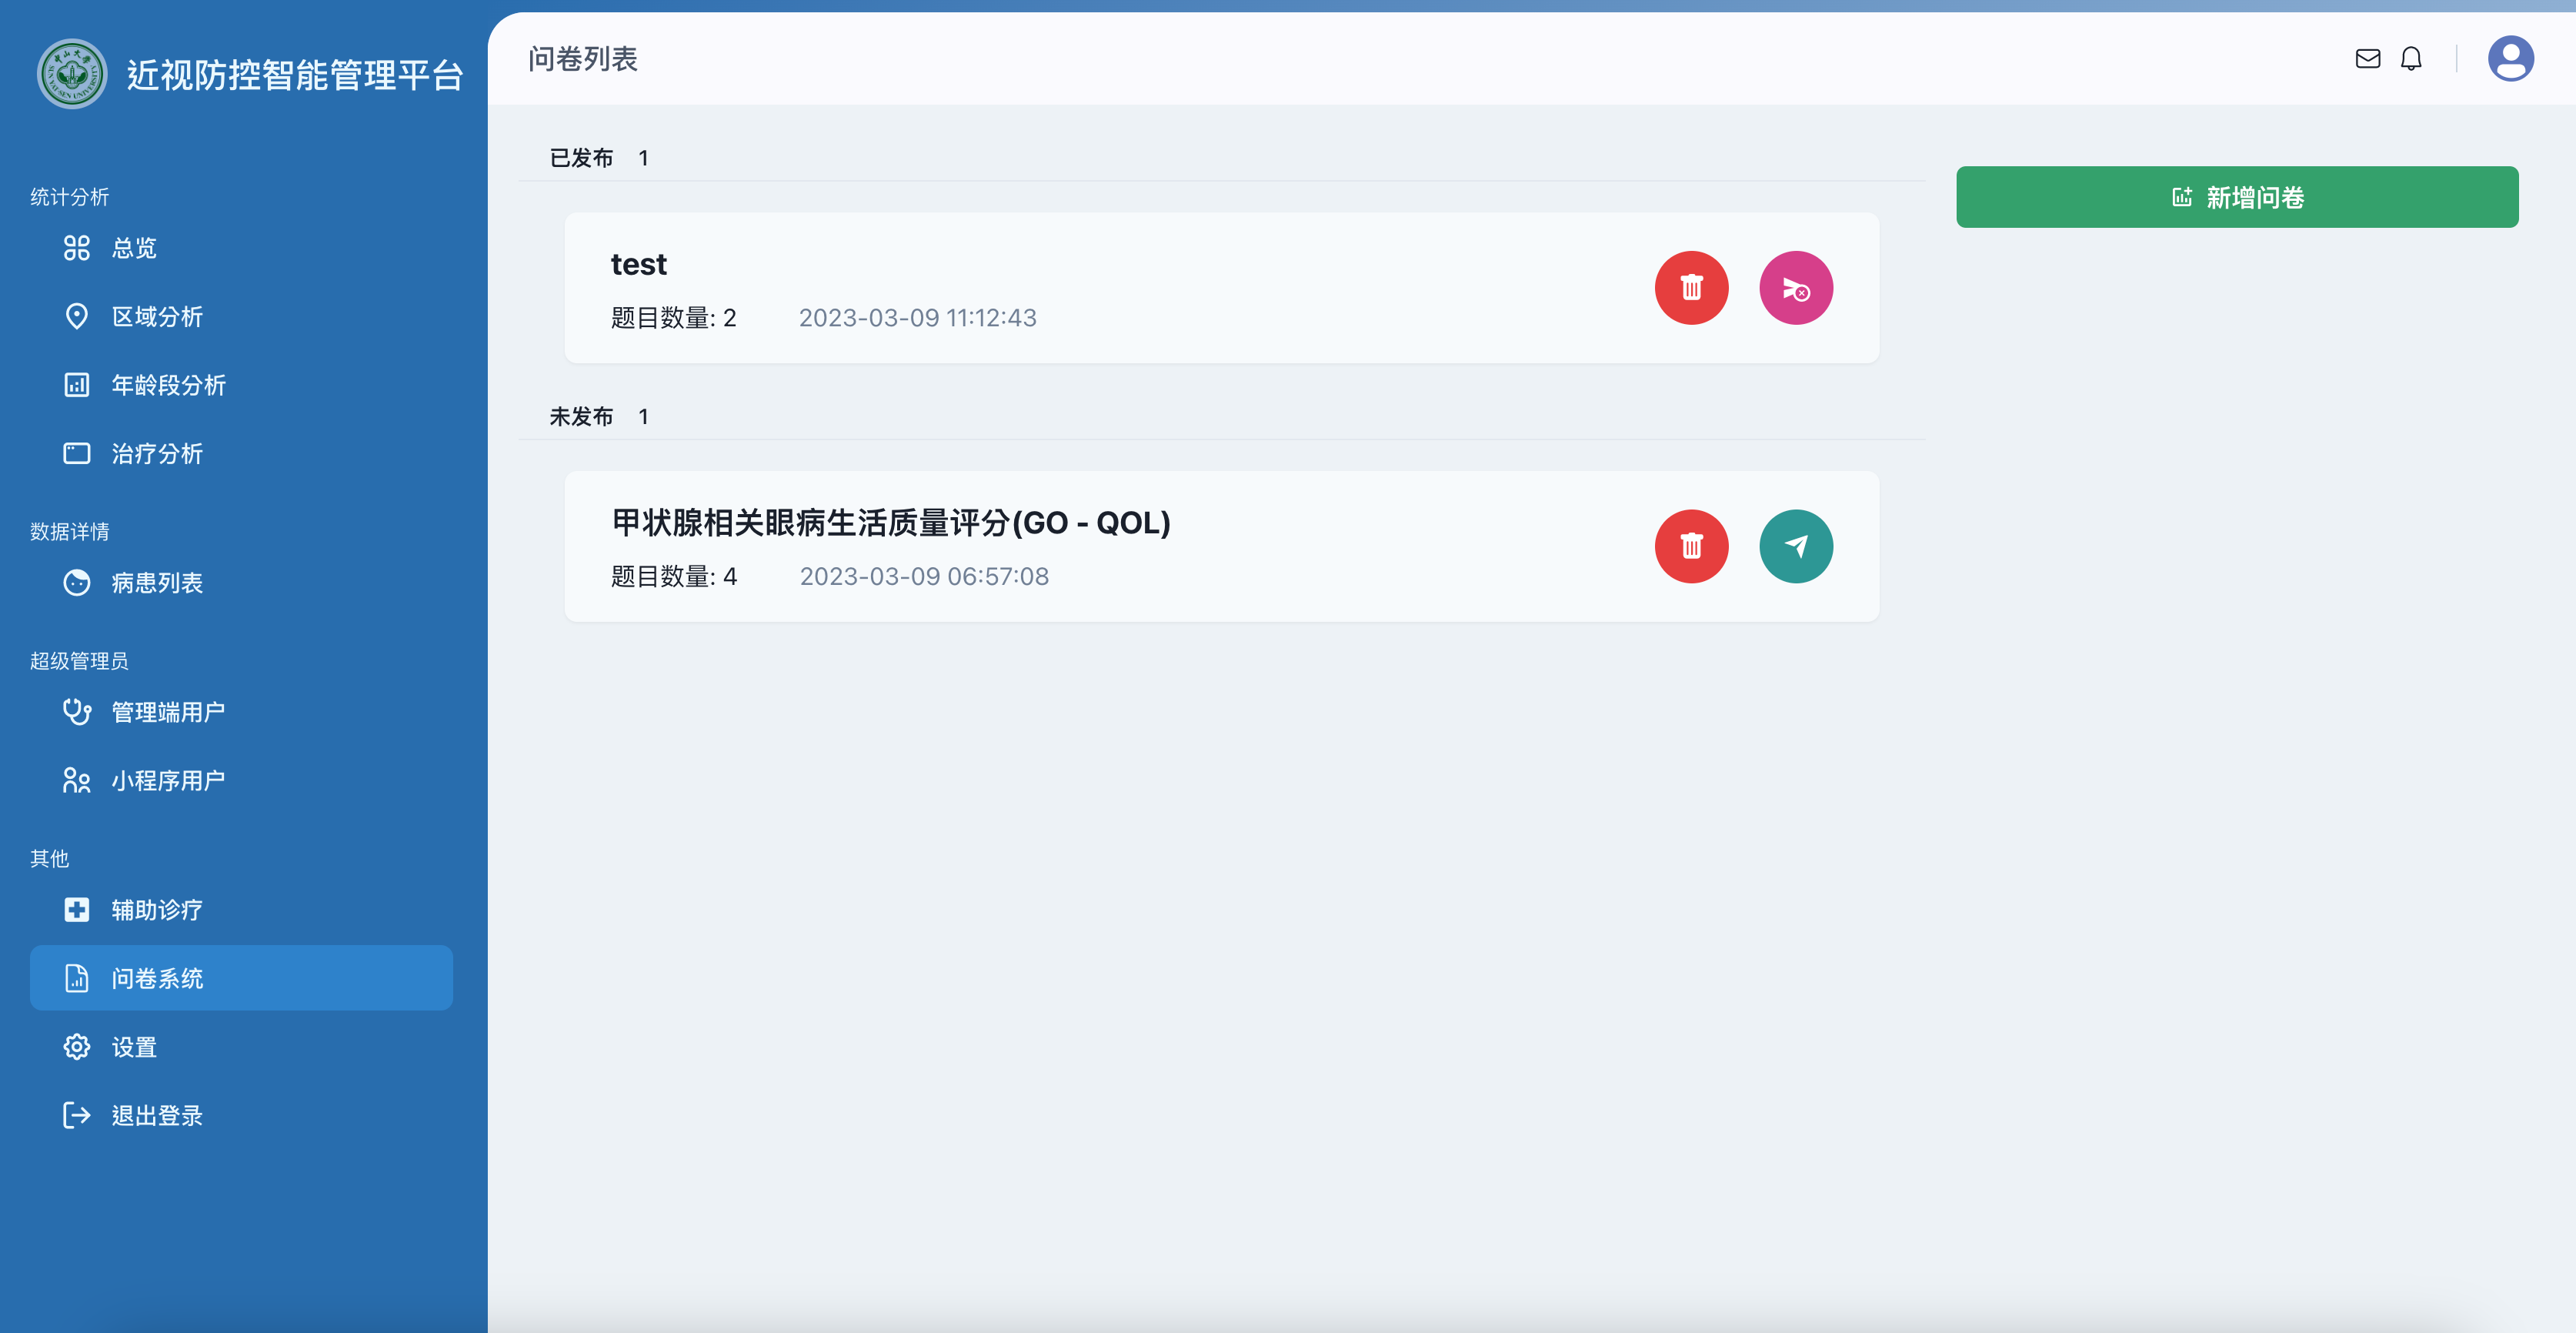 近视防控智能管理平台
统计分析
总览
区域分析
年龄段分析
治疗分析
数据详情
病患列表
超级管理员
管理端用户
小程序用户
其他
辅助诊疗
问卷系统
设置
退出登录
问卷列表
已发布 1
test
题目数量: 2 2023-03-09 11:12:43
未发布 1
甲状腺相关眼病生活质量评分(GO - QOL)
题目数量: 4 2023-03-09 06:57:08
新增问卷